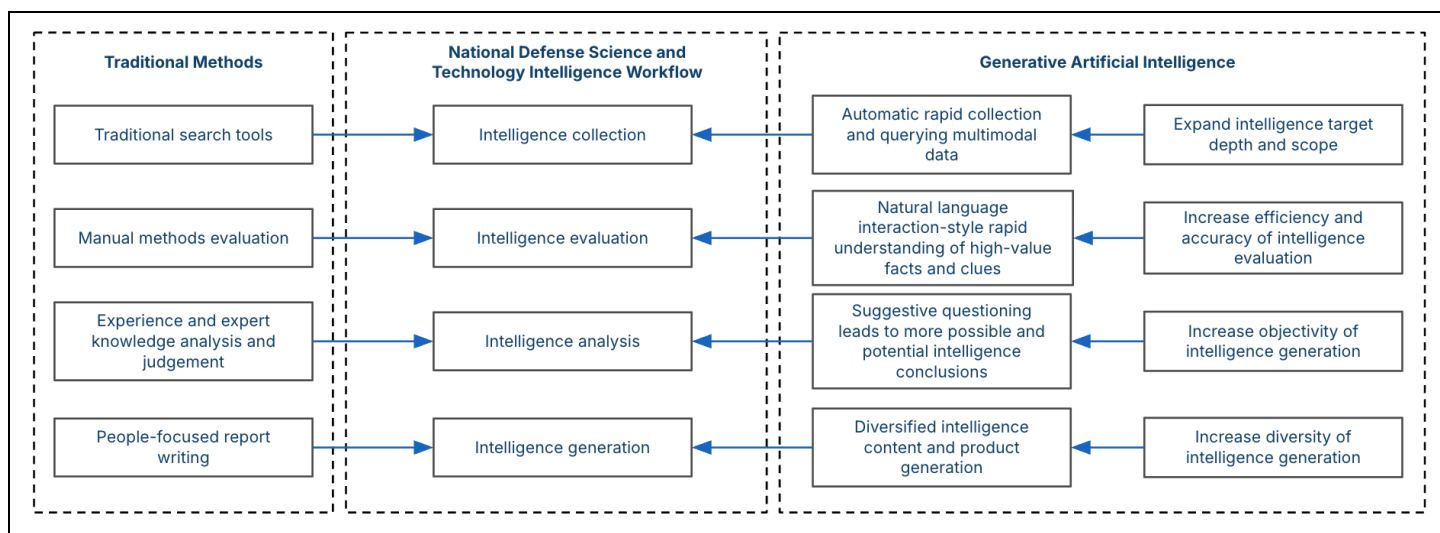 Traditional Methods
National Defense Science and
Technology Intelligence Workflow
Generative Artificial Intelligence
Traditional search tools
Intelligence collection
Automatic rapid collection
and querying multimodal
data
Expand intelligence target
depth and scope
Manual methods evaluation
Intelligence evaluation
Natural language
interaction-style rapid
understanding of high-value
facts and clues
Increase efficiency and
accuracy of intelligence
evaluation
Experience and expert
knowledge analysis and
judgement
Intelligence analysis
Suggestive questioning
leads to more possible and
potential intelligence
conclusions
Increase objectivity of
intelligence generation
People-focused report
writing
Intelligence generation
Diversified intelligence
content and product
generation
Increase diversity of
intelligence generation